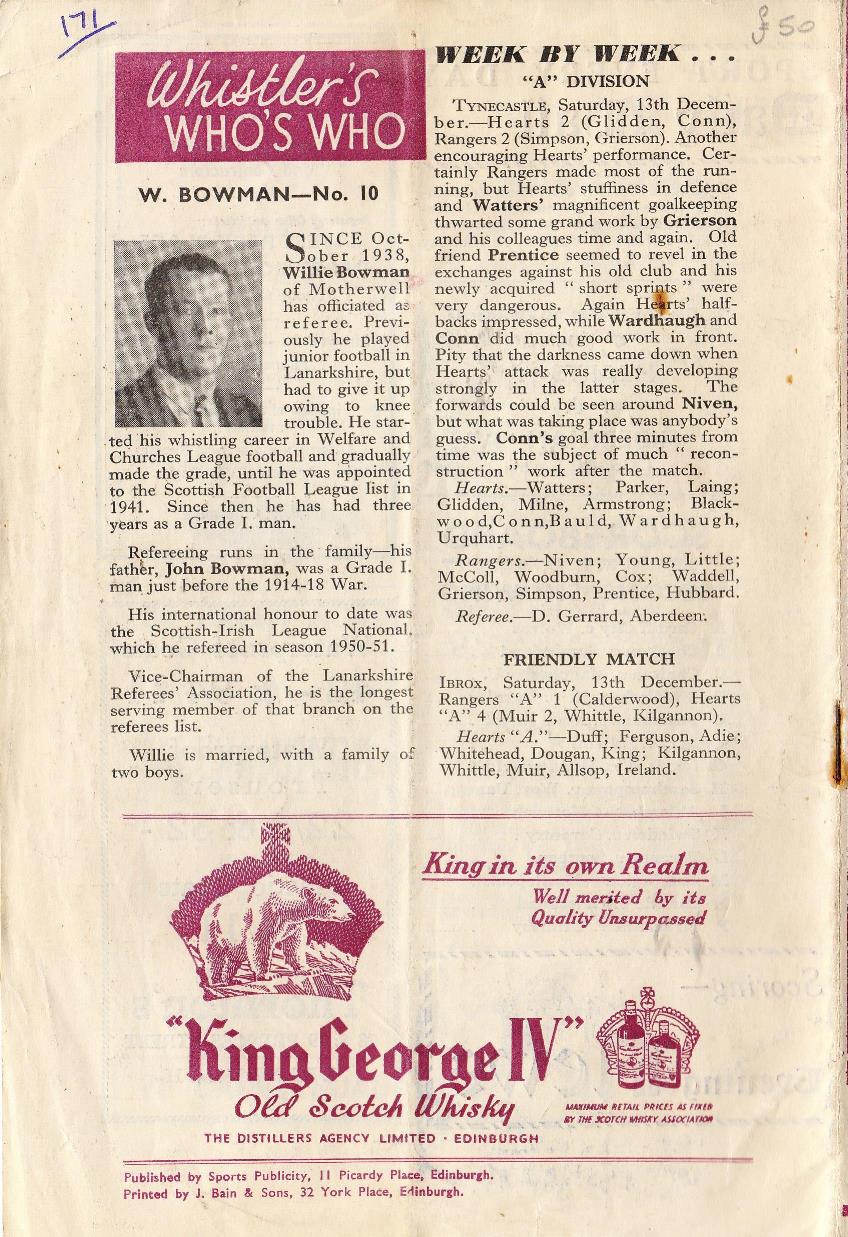 171
£50
Whistler's
WHO'S WHO
W. BOWMAN—No. 10
SINCE Oct-
ober 1938,
Willie Bowman
of Motherwell
has officiated as
referee. Previ-
ously he played
junior football in
Lanarkshire, but
had to give it up
owing to knee
trouble. He star-
ted his whistling career in Welfare and
Churches League football and gradually
made the grade, until he was appointed
to the Scottish Football League list in
1941. Since then he has had three
years as a Grade I. man.
Refereeing runs in the family—his
father, John Bowman, was a Grade I.
man just before the 1914-18 War.
His international honour to date was
the Scottish-Irish League National,
which he refereed in season 1950-51.
Vice-Chairman of the Lanarkshire
Referees' Association, he is the longest
serving member of that branch on the
referees list.
Willie is married, with a family of
two boys.
WEEK BY WEEK . . .
"A" DIVISION
TYNECASTLE, Saturday, 13th Decem-
ber.—Hearts 2 (Glidden, Conn),
Rangers 2 (Simpson, Grierson). Another
encouraging Hearts' performance. Cer-
tainly Rangers made most of the run-
ning, but Hearts' stuffiness in defence
and Watters' magnificent goalkeeping
thwarted some grand work by Grierson
and his colleagues time and again. Old
friend Prentice seemed to revel in the
exchanges against his old club and his
newly acquired " short sprints " were
very dangerous. Again Hearts' half-
backs impressed, while Wardhaugh and
Conn did much good work in front.
Pity that the darkness came down when
Hearts' attack was really developing
strongly in the latter stages. The
forwards could be seen around Niven,
but what was taking place was anybody's
guess. Conn's goal three minutes from
time was the subject of much " recon-
struction " work after the match.
Hearts.—Watters; Parker, Laing;
Glidden, Milne, Armstrong; Black-
wood, Conn, Bauld, Wardhaugh,
Urquhart.
Rangers.—Niven; Young, Little;
McColl, Woodburn, Cox; Waddell,
Grierson, Simpson, Prentice, Hubbard.
Referee.—D. Gerrard, Aberdeen.
FRIENDLY MATCH
IBROX, Saturday, 13th December.—
Rangers "A" 1 (Calderwood), Hearts
"A" 4 (Muir 2, Whittle, Kilgannon).
Hearts "A."—Duff; Ferguson, Adie;
Whitehead, Dougan, King; Kilgannon,
Whittle, Muir, Allsop, Ireland.
King in its own Realm
Well merited by its
Quality Unsurpassed
"King George IV"
Old Scotch Whisky
THE DISTILLERS AGENCY LIMITED · EDINBURGH
MAXIMUM RETAIL PRICES AS FIXED
BY THE SCOTCH WHISKY ASSOCIATION
Published by Sports Publicity, 11 Picardy Place, Edinburgh.
Printed by J. Bain & Sons, 32 York Place, Edinburgh.